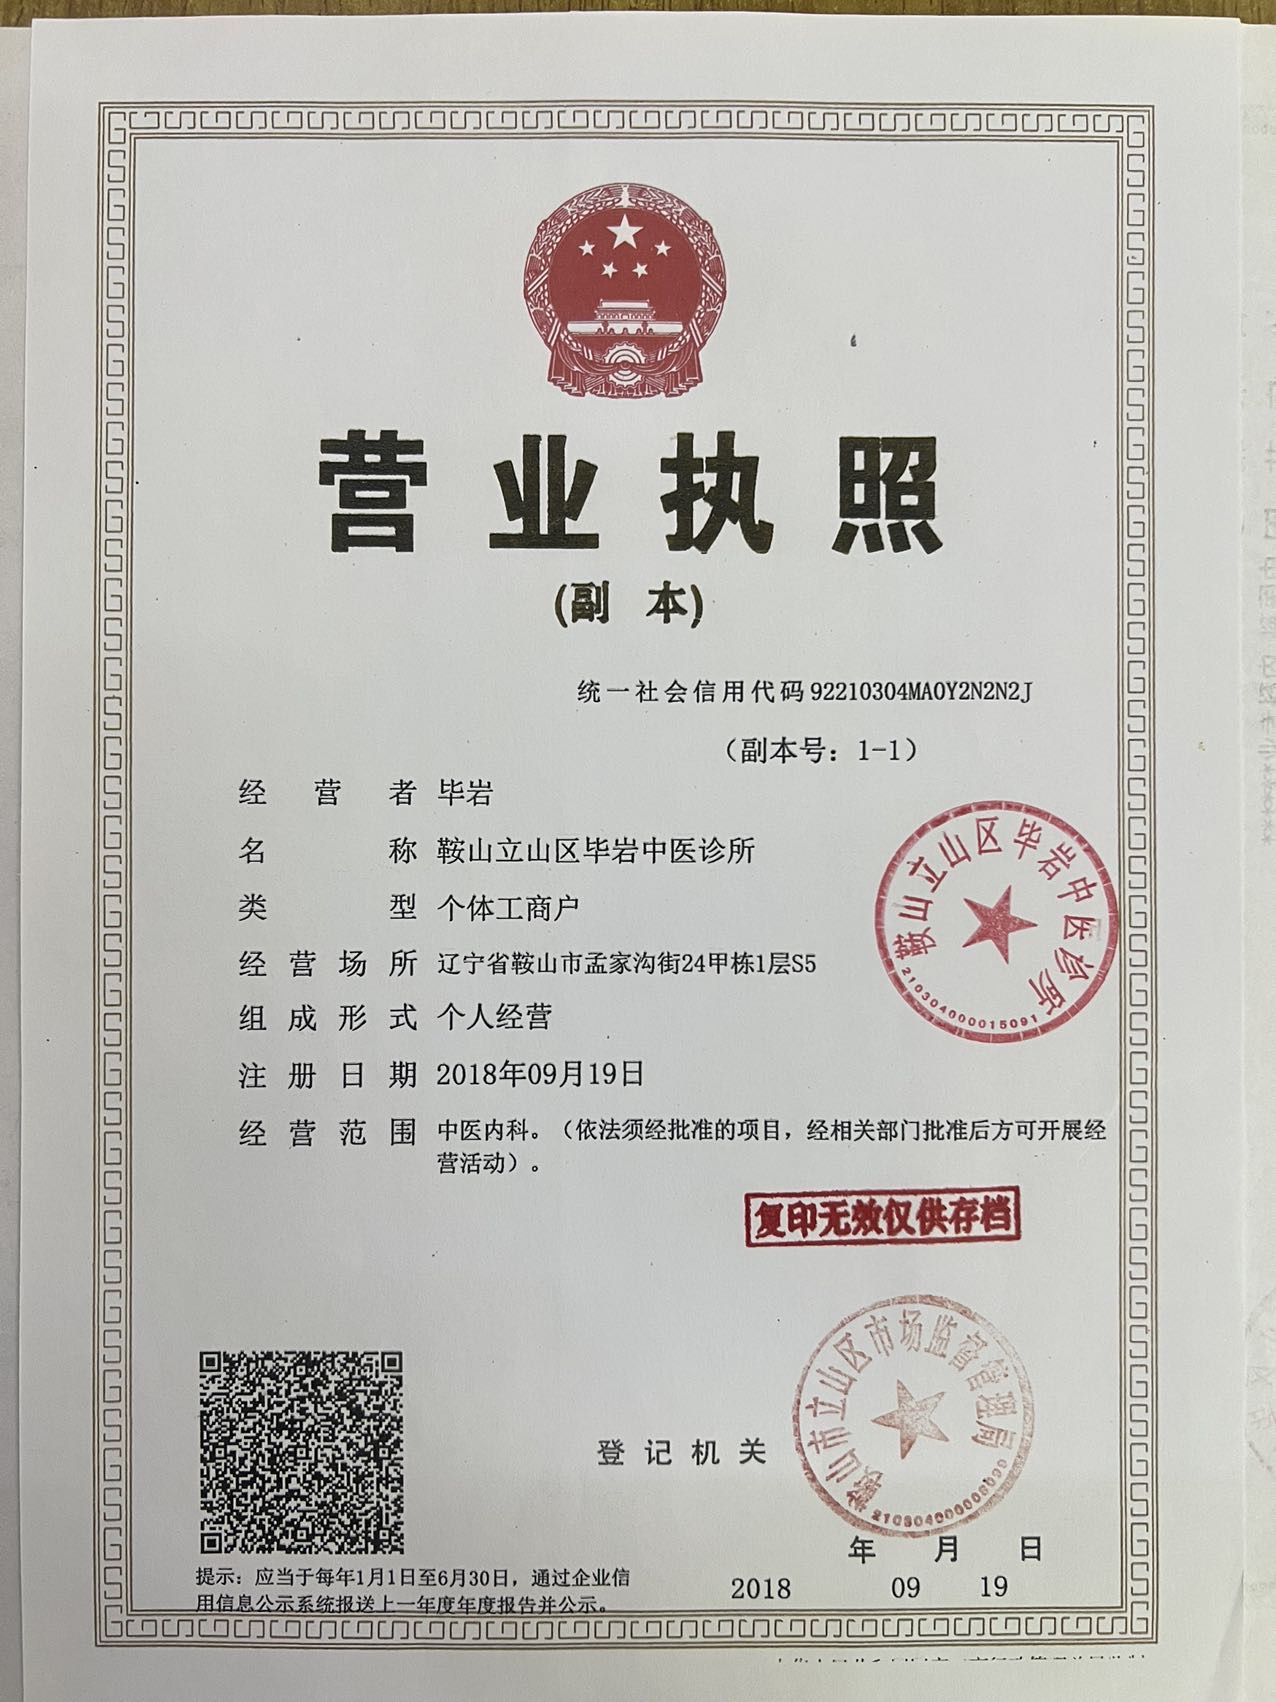 营业执照
(副 本)
统一社会信用代码 92210304MA0Y2N2N2J
（副本号：1-1）
经营者 毕岩
名称 鞍山立山区毕岩中医诊所
类型 个体工商户
经营场所 辽宁省鞍山市孟家沟街24甲栋1层S5
组成形式 个人经营
注册日期 2018年09月19日
经营范围 中医内科。（依法须经批准的项目，经相关部门批准后方可开展经
营活动）。
鞍山立山区毕岩中医诊所
210304000015091
复印无效仅供存档
登记机关
鞍山市立山区市场监督管理局
年 月 日
2018 09 19
提示：应当于每年1月1日至6月30日，通过企业信
用信息公示系统报送上一年度年度报告并公示。